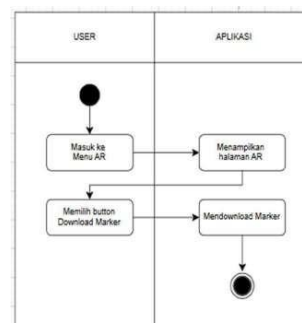 USER
APLIKASI
Masuk ke
Menu AR
Menampilkan
halaman AR
Memilih button
Download Marker
Mendownload Marker